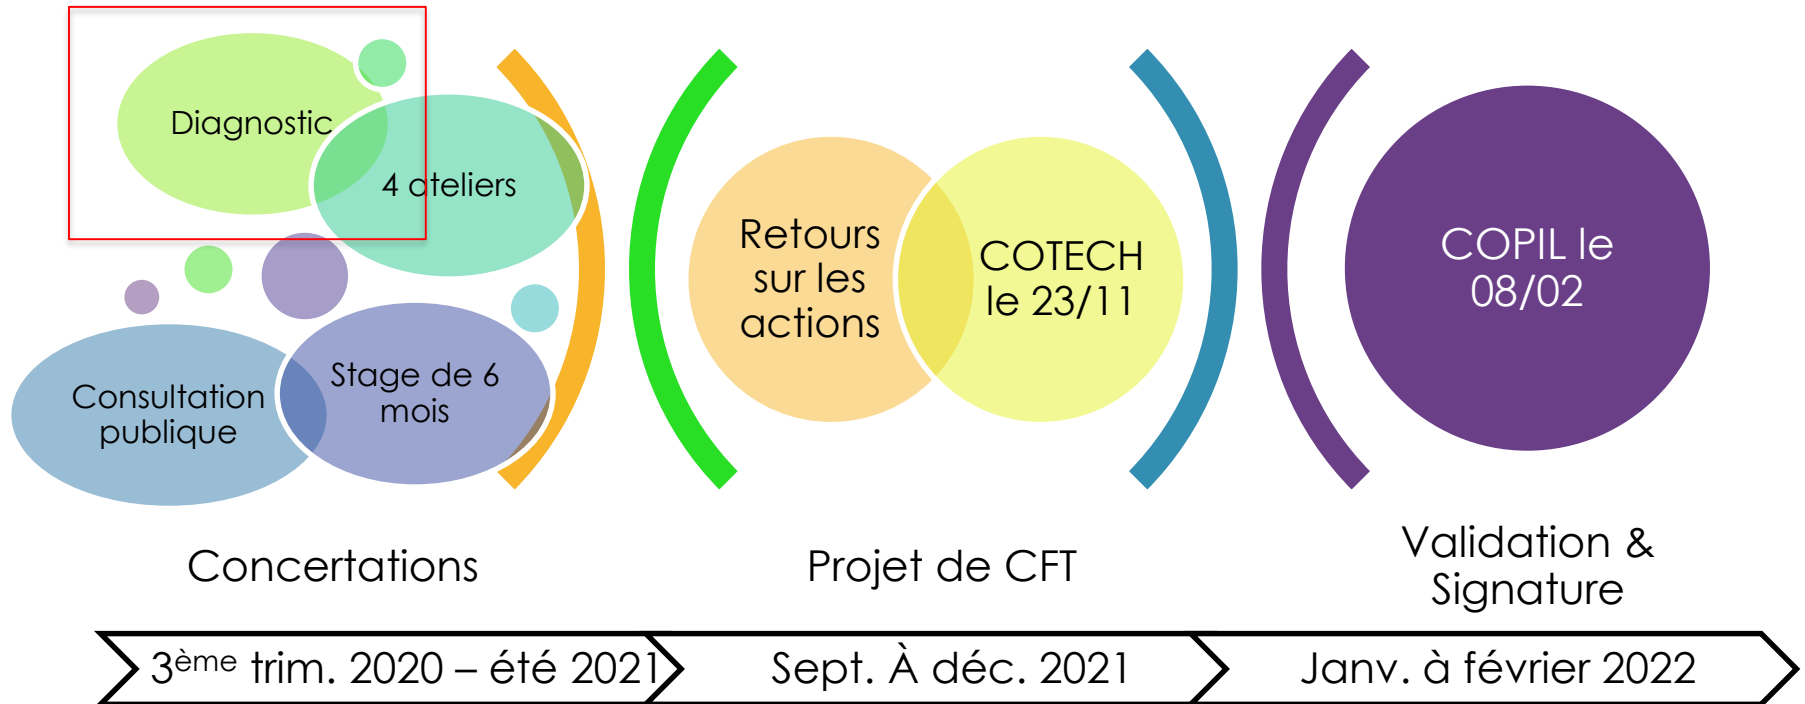 Diagnostic
4 ateliers
Consultation
publique
Stage de 6
mois
Retours
sur les
actions
COTECH
le 23/11
COPIL le
08/02
Concertations
Projet de CFT
Validation &
Signature
3ème trim. 2020 – été 2021
Sept. À déc. 2021
Janv. à février 2022